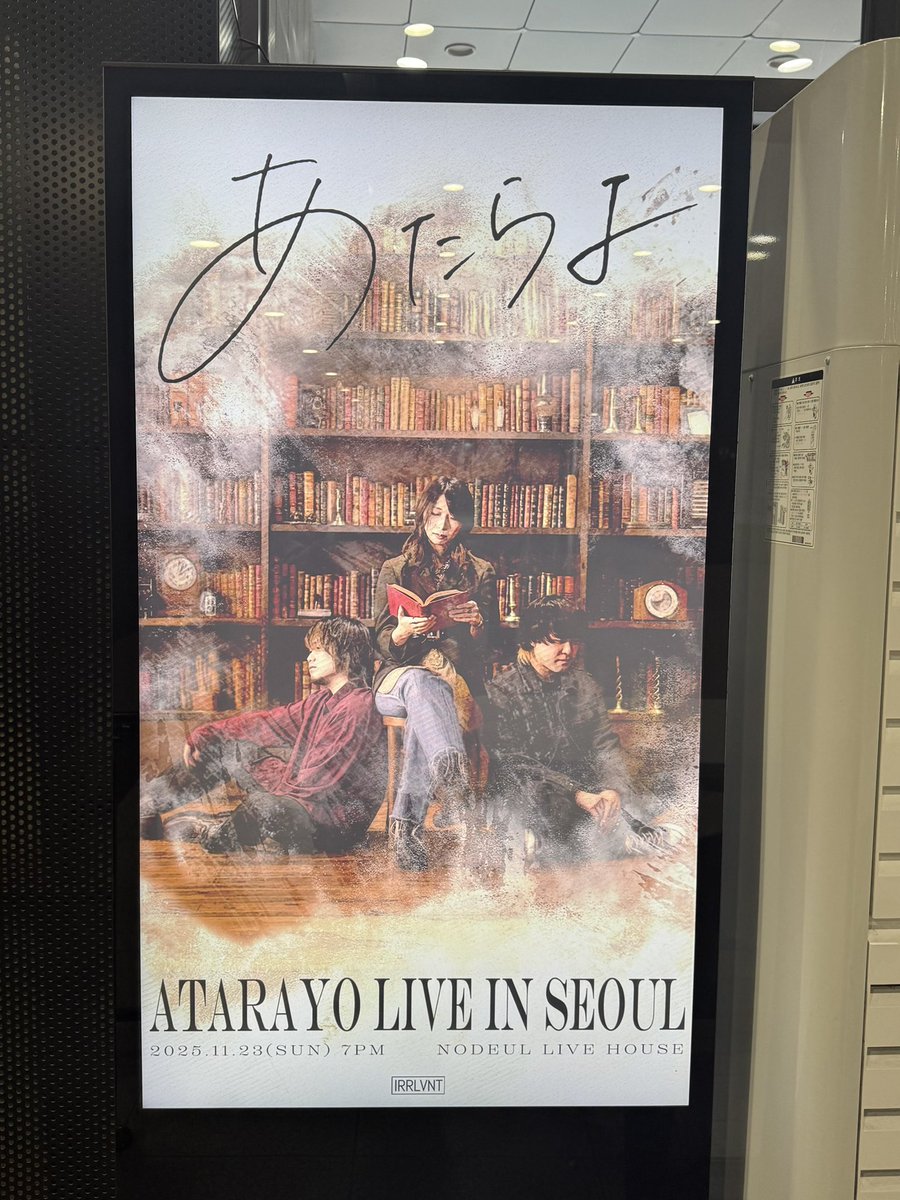 あたらよ
ATARAYO LIVE IN SEOUL
2025.11.23(SUN) 7PM NODEUL LIVE HOUSE
IRRLVNT